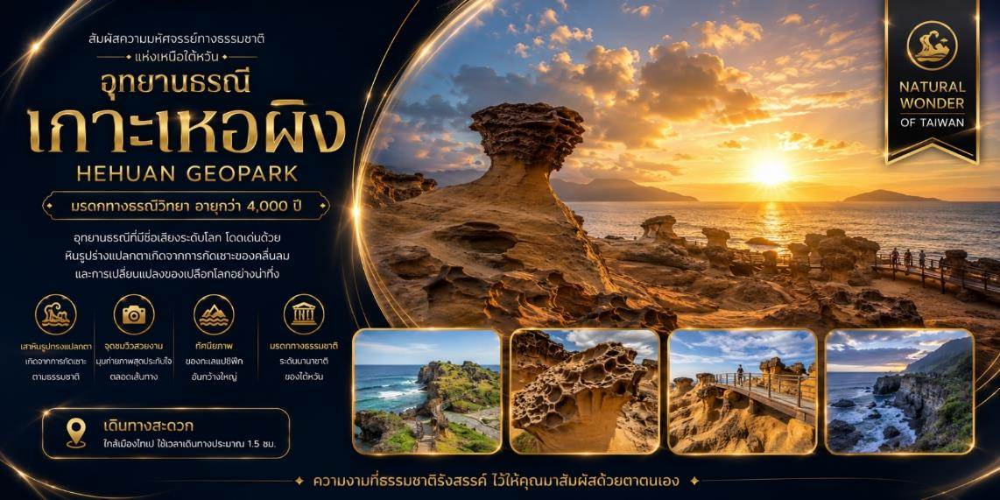 สัมผัสความมหัศจรรย์ทางธรรมชาติ
แห่งเหนือใต้หวัน
อุทยานธรณี
เกาะเหอผิง
HEHUAN GEOPARK
มรดกทางธรณีวิทยา อายุกว่า 4,000 ปี
อุทยานธรณีที่มีชื่อเสียงระดับโลก โดดเด่นด้วย
หินรูปร่างแปลกตาเกิดจากการกัดเซาะของคลื่นลม
และการเปลี่ยนแปลงของเปลือกโลกอย่างน่าทึ่ง
เสาหินรูปทรงแปลกตา
เกิดจากการกัดเซาะ
ตามธรรมชาติ
จุดชมวิวสวยงาม
มุมถ่ายภาพสุดประทับใจ
ตลอดเส้นทาง
ทัศนียภาพ
ของทะเลแปซิฟิก
อันกว้างใหญ่
มรดกทางธรรมชาติ
ระดับนานาชาติ
ของไต้หวัน
เดินทางสะดวก
ใกล้เมืองไทเป ใช้เวลาเดินทางประมาณ 1.5 ชม.
NATURAL
WONDER
OF TAIWAN
ความงามที่ธรรมชาติรังสรรค์ ไว้ให้คุณมาสัมผัสด้วยตาตนเอง